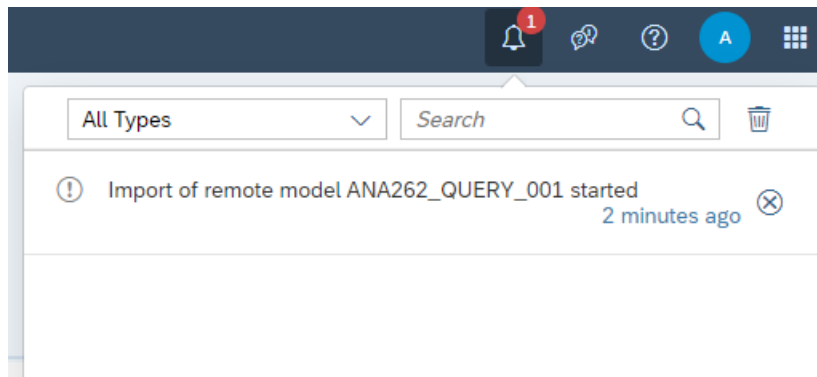 1
A
All Types
Search
Import of remote model ANA262_QUERY_001 started
2 minutes ago